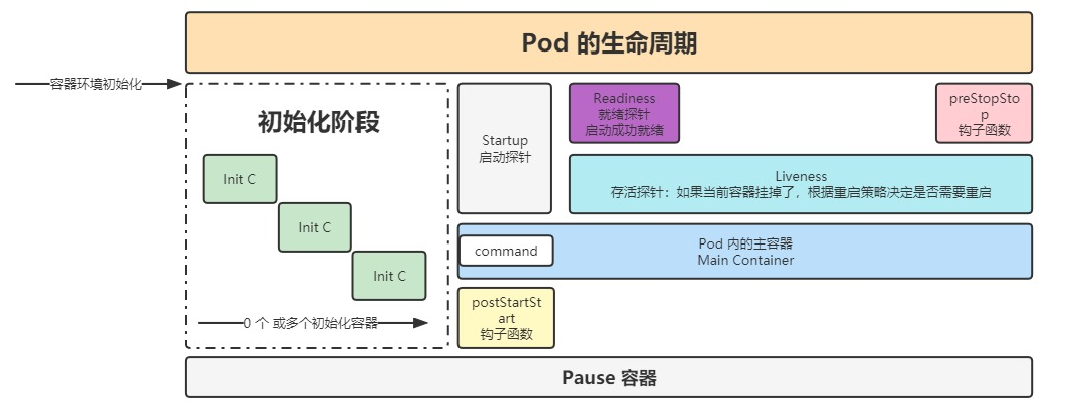 Pod 的生命周期
容器环境初始化
初始化阶段
Init C
Init C
Init C
0 个 或多个初始化容器
Startup
启动探针
Readiness
就绪探针
启动成功就绪
preStopSto
p
钩子函数
Liveness
存活探针：如果当前容器挂掉了，根据重启策略决定是否需要重启
command
Pod 内的主容器
Main Container
postStartSt
art
钩子函数
Pause 容器